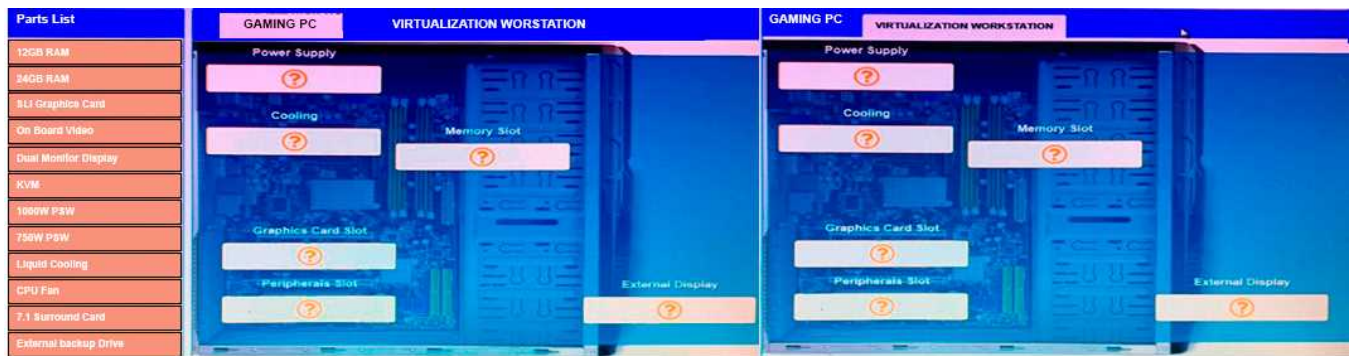 Parts List
12GB RAM
24GB RAM
SLI Graphics Card
On Board Video
Dual Monitor Display
KVM
1000W PSW
750W PSW
Liquid Cooling
CPU Fan
7.1 Surround Card
External backup Drive
GAMING PC
VIRTUALIZATION WORSTATION
Power Supply
?
Cooling
?
Memory Slot
?
Graphics Card Slot
?
Peripherals Slot
?
External Display
?
GAMING PC
VIRTUALIZATION WORKSTATION
Power Supply
?
Cooling
?
Memory Slot
?
Graphics Card Slot
?
Peripherals Slot
?
External Display
?